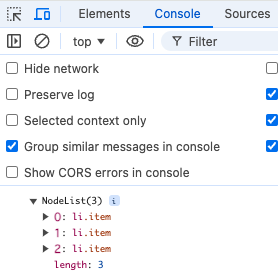 Elements Console Sources
top Filter
Hide network
Preserve log
Selected context only
Group similar messages in console
Show CORS errors in console
▼ NodeList(3) i
▶ 0: li.item
▶ 1: li.item
▶ 2: li.item
length: 3